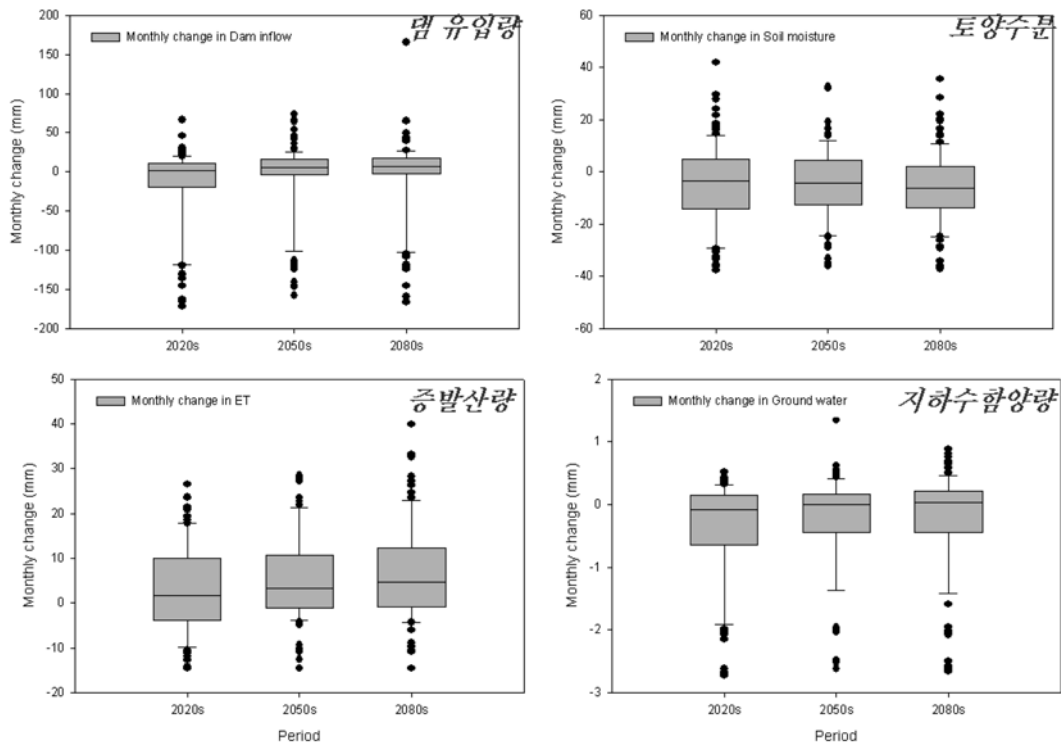 200
150
100
50
0
-50
-100
-150
-200
Monthly change (mm)
Monthly change in Dam inflow
댐 유입량
2020s
2050s
2080s
60
40
20
0
-20
-40
-60
Monthly change (mm)
Monthly change in Soil moisture
토양수분
2020s
2050s
2080s
50
40
30
20
10
0
-10
-20
Monthly change (mm)
Monthly change in ET
증발산량
2020s
2050s
2080s
Period
2
1
0
-1
-2
-3
Monthly change (mm)
Monthly change in Ground water
지하수함양량
2020s
2050s
2080s
Period